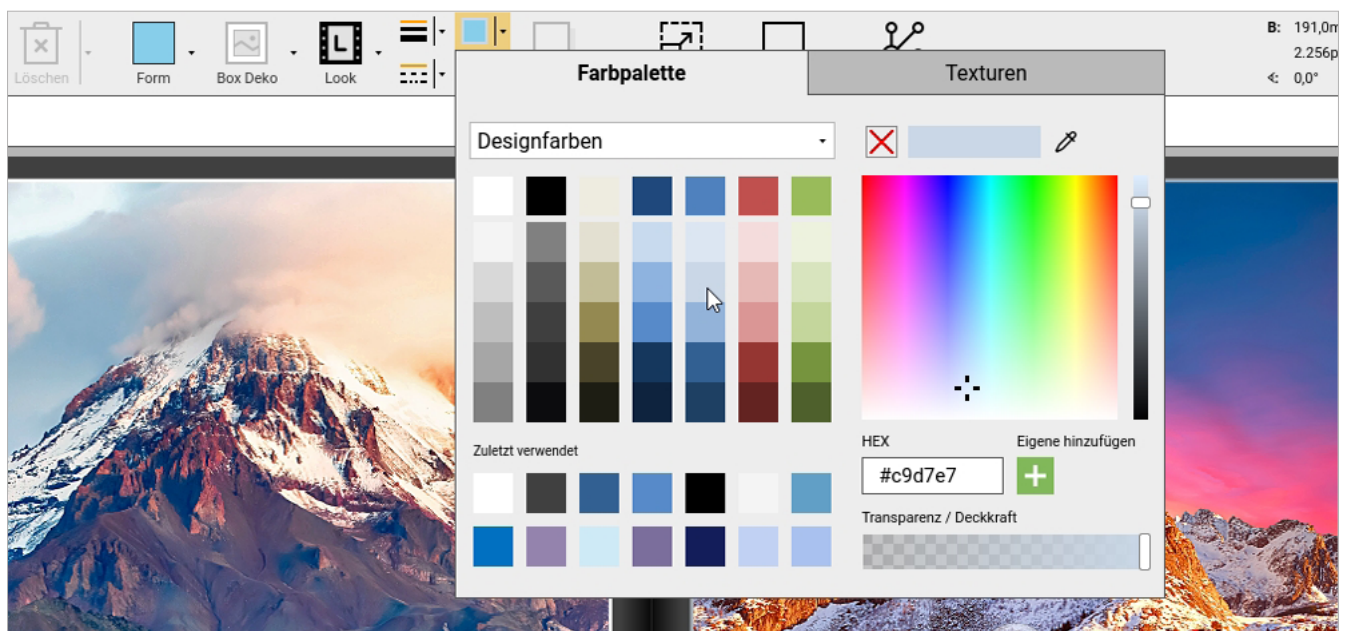 Löschen
Form
Box Deko
Look
L
B: 191,0m
2.256p
∢: 0,0°
Farbpalette
Texturen
Designfarben
Zuletzt verwendet
HEX
Eigene hinzufügen
#c9d7e7
Transparenz / Deckkraft